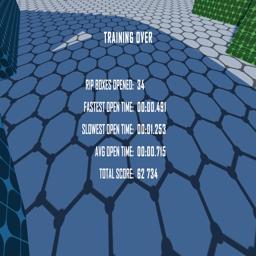 TRAINING OVER
RIP BOXES OPENED: 34
FASTEST OPEN TIME: 00:00.491
SLOWEST OPEN TIME: 00:01.253
AVG OPEN TIME: 00:00.715
TOTAL SCORE: 62 734